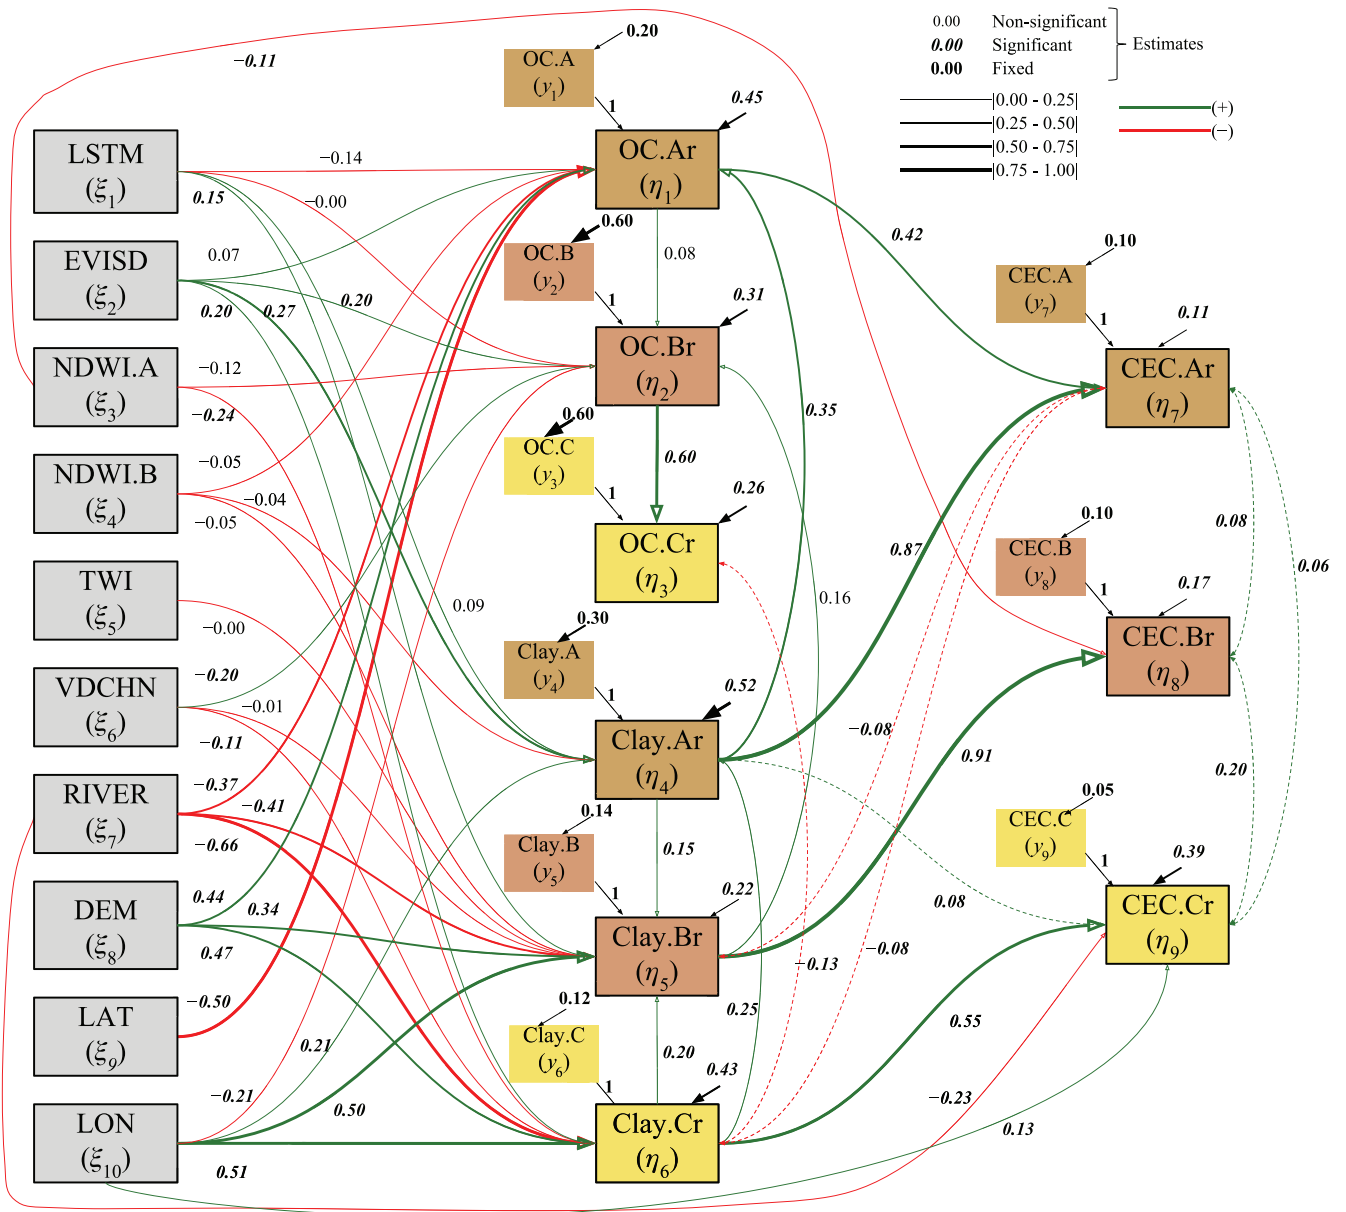 0.00 Non-significant
0.00 Significant
0.00 Fixed
Estimates
|0.00 - 0.25|
|0.25 - 0.50|
|0.50 - 0.75|
|0.75 - 1.00|
(+)
(−)
LSTM
(ξ1)
EVISD
(ξ2)
NDWI.A
(ξ3)
NDWI.B
(ξ4)
TWI
(ξ5)
VDCHN
(ξ6)
RIVER
(ξ7)
DEM
(ξ8)
LAT
(ξ9)
LON
(ξ10)
−0.11
−0.14
0.15
−0.00
0.07
0.20
0.20
0.27
−0.12
−0.24
−0.05
−0.04
−0.05
−0.00
−0.20
−0.01
−0.11
−0.37
−0.41
−0.66
0.44
0.34
0.47
−0.50
0.21
−0.21
0.50
0.51
0.09
OC.A
(y1)
0.20
1
0.45
OC.Ar
(η1)
0.08
OC.B
(y2)
0.60
1
0.31
OC.Br
(η2)
0.60
OC.C
(y3)
0.60
1
0.26
OC.Cr
(η3)
Clay.A
(y4)
0.30
1
0.52
Clay.Ar
(η4)
0.15
Clay.B
(y5)
0.14
1
0.22
Clay.Br
(η5)
0.20
Clay.C
(y6)
0.12
1
0.43
Clay.Cr
(η6)
0.42
0.35
0.16
0.87
−0.08
0.91
0.08
−0.08
−0.13
0.25
0.55
−0.23
0.13
CEC.A
(y7)
0.10
1
0.11
CEC.Ar
(η7)
0.08
0.06
CEC.B
(y8)
0.10
1
0.17
CEC.Br
(η8)
0.20
CEC.C
(y9)
0.05
1
0.39
CEC.Cr
(η9)